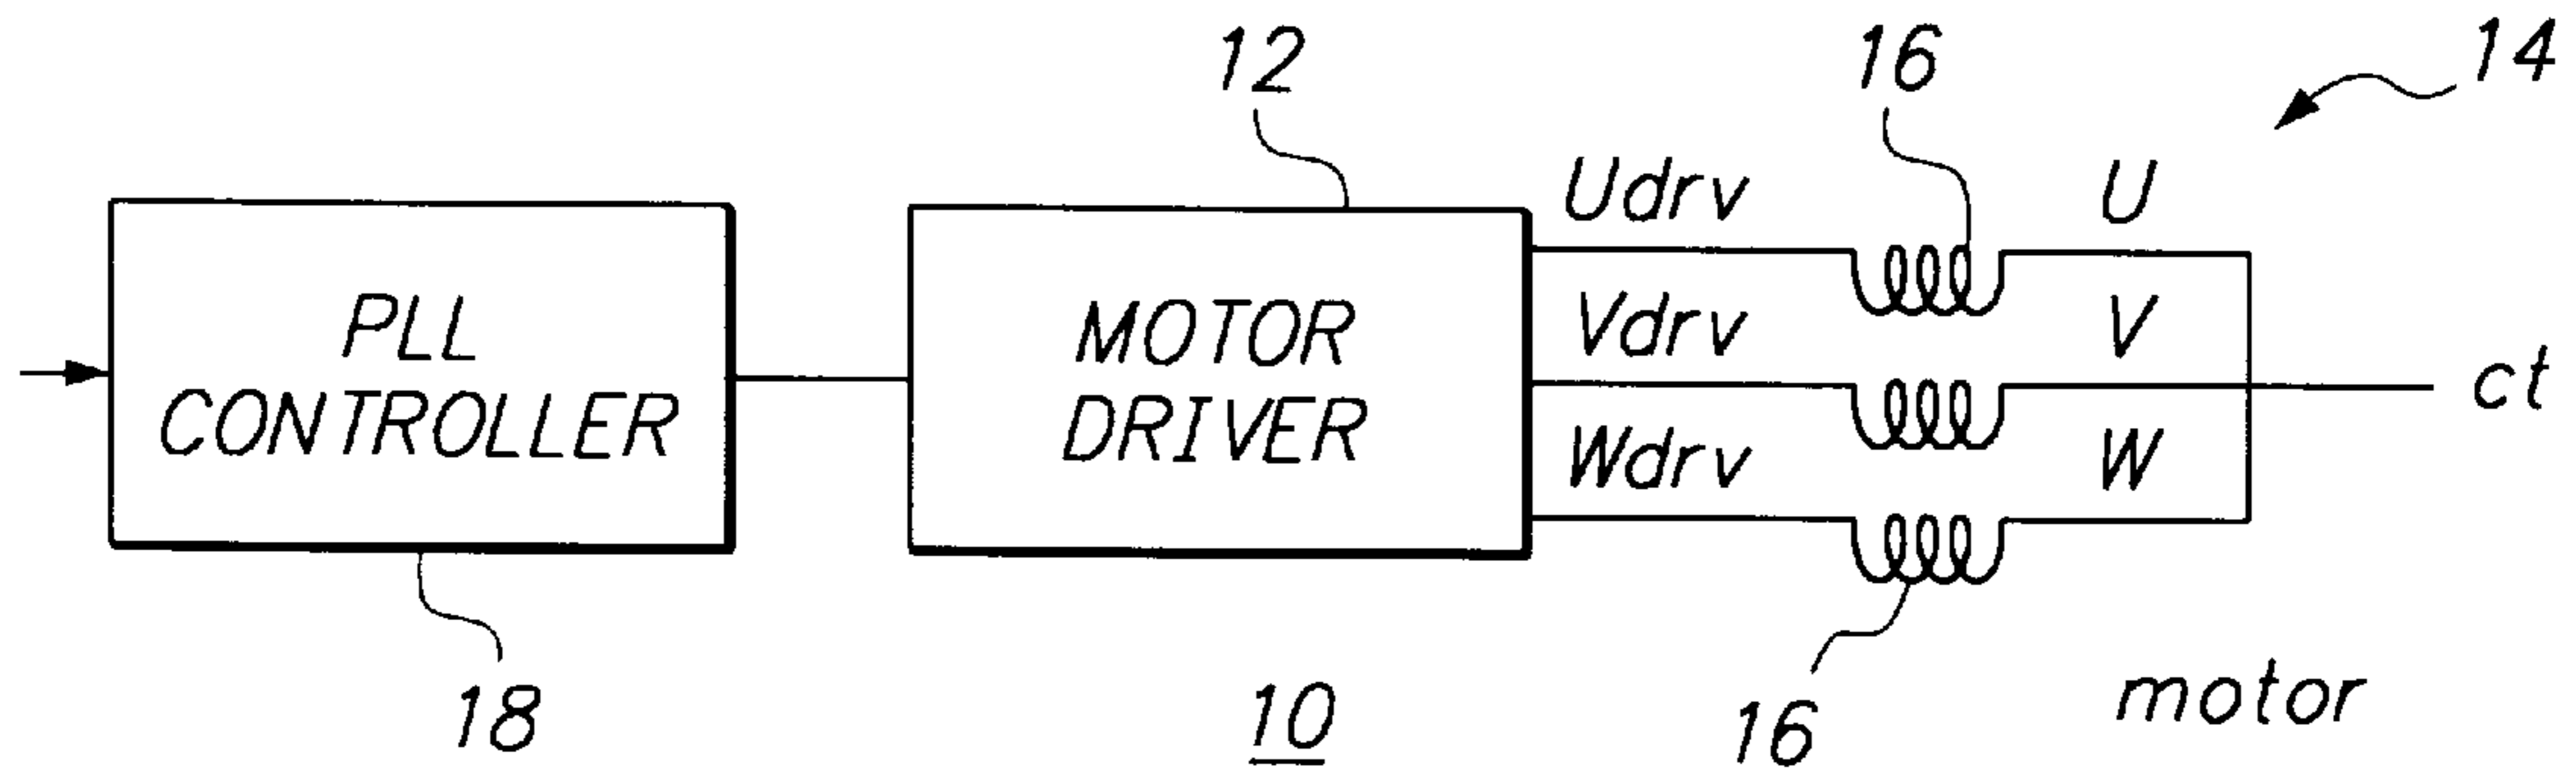 12
16
14
Udrv
U
PLL
CONTROLLER
MOTOR
DRIVER
Vdrv
V
ct
Wdrv
W
18
10
16
motor